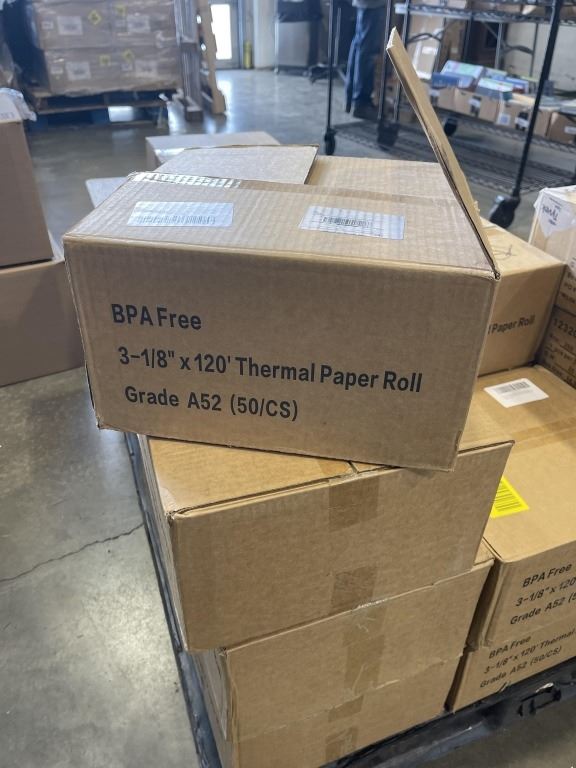 BPA Free
3-1/8" x 120' Thermal Paper Roll
Grade A52 (50/CS)
Paper Roll
BPA Free
3-1/8" x 120'
Grade A52 (5
BPA Free
3-1/8" x 120' Thermal
Grade A52 (50/CS)